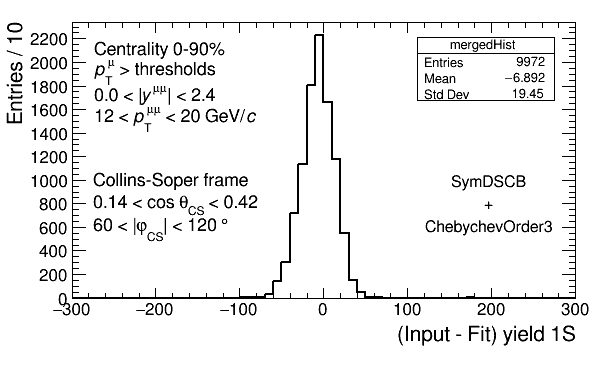 Entries / 10
2200
2000
1800
1600
1400
1200
1000
800
600
400
200
0
Centrality 0-90%
p_T^μ > thresholds
0.0 < |y^μμ| < 2.4
12 < p_T^μμ < 20 GeV/c
Collins-Soper frame
0.14 < cos θ_CS < 0.42
60 < |φ_CS| < 120 °
mergedHist
Entries 9972
Mean −6.892
Std Dev 19.45
SymDSCB
+
ChebychevOrder3
−300 −200 −100 0 100 200 300
(Input - Fit) yield 1S